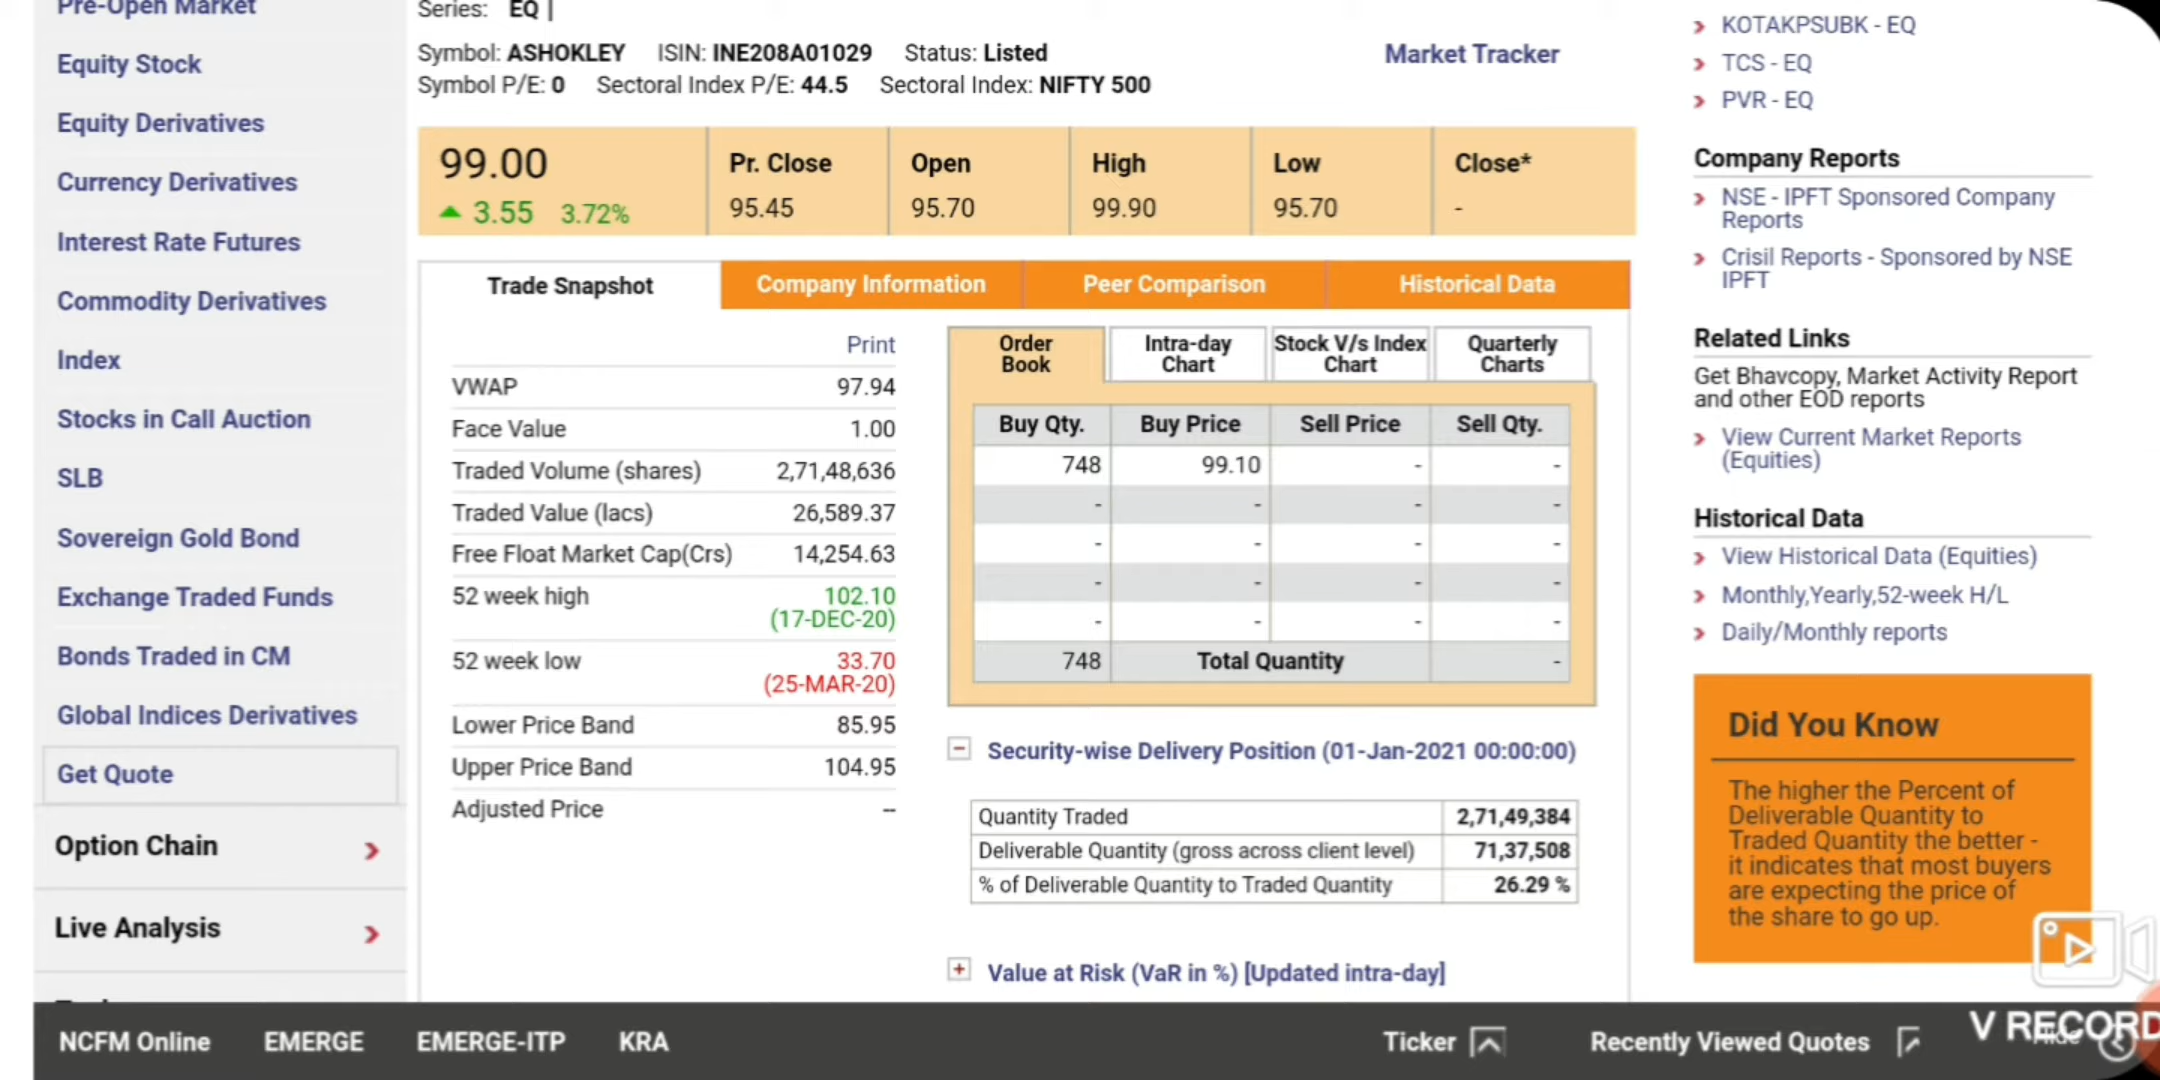 Pre-Open Market
Equity Stock
Equity Derivatives
Currency Derivatives
Interest Rate Futures
Commodity Derivatives
Index
Stocks in Call Auction
SLB
Sovereign Gold Bond
Exchange Traded Funds
Bonds Traded in CM
Global Indices Derivatives
Get Quote
Option Chain
Live Analysis
Series: EQ |
Symbol: ASHOKLEY ISIN: INE208A01029 Status: Listed
Symbol P/E: 0 Sectoral Index P/E: 44.5 Sectoral Index: NIFTY 500
Market Tracker
99.00 Pr. Close Open High Low Close*
3.55 3.72% 95.45 95.70 99.90 95.70 -
Trade Snapshot Company Information Peer Comparison Historical Data
Print
VWAP 97.94
Face Value 1.00
Traded Volume (shares) 2,71,48,636
Traded Value (lacs) 26,589.37
Free Float Market Cap(Crs) 14,254.63
52 week high 102.10
(17-DEC-20)
52 week low 33.70
(25-MAR-20)
Lower Price Band 85.95
Upper Price Band 104.95
Adjusted Price --
Order Book
Intra-day Chart
Stock V/s Index Chart
Quarterly Charts
Buy Qty. Buy Price Sell Price Sell Qty.
748 99.10 - -
- - - -
- - - -
- - - -
- - - -
748 Total Quantity -
Security-wise Delivery Position (01-Jan-2021 00:00:00)
Quantity Traded 2,71,49,384
Deliverable Quantity (gross across client level) 71,37,508
% of Deliverable Quantity to Traded Quantity 26.29 %
Value at Risk (VaR in %) [Updated intra-day]
KOTAKPSUBK - EQ
TCS - EQ
PVR - EQ
Company Reports
NSE - IPFT Sponsored Company
Reports
Crisil Reports - Sponsored by NSE
IPFT
Related Links
Get Bhavcopy, Market Activity Report
and other EOD reports
View Current Market Reports
(Equities)
Historical Data
View Historical Data (Equities)
Monthly,Yearly,52-week H/L
Daily/Monthly reports
Did You Know
The higher the Percent of
Deliverable Quantity to
Traded Quantity the better -
it indicates that most buyers
are expecting the price of
the share to go up.
NCFM Online EMERGE EMERGE-ITP KRA Ticker Recently Viewed Quotes Hide
V RECORD